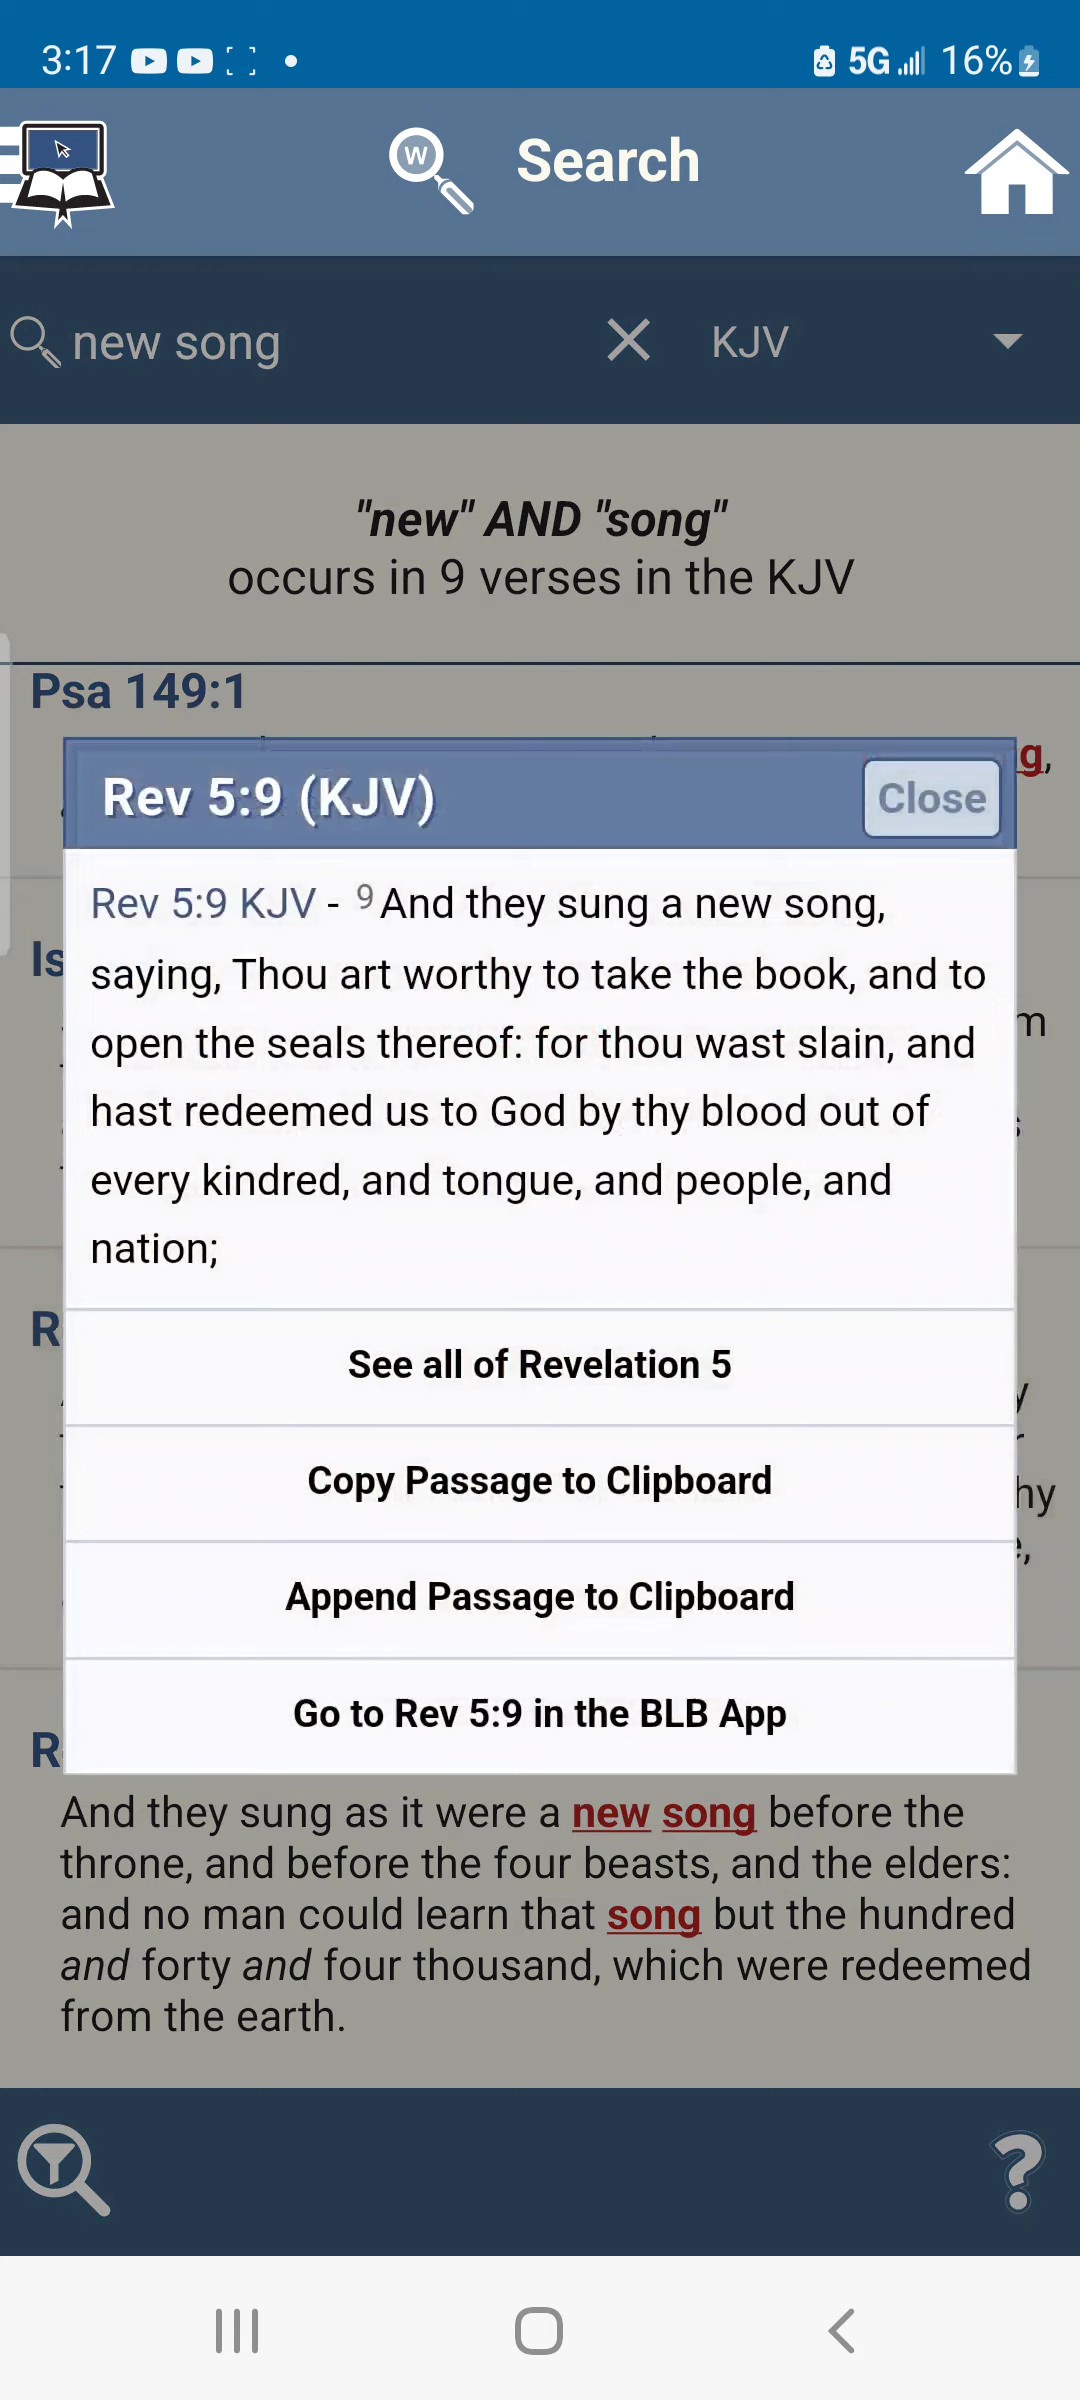 3:17 5G 16%
W Search
new song KJV
"new" AND "song"
occurs in 9 verses in the KJV
Psa 149:1
g,
Rev 5:9 (KJV) Close
Rev 5:9 KJV - 9 And they sung a new song,
saying, Thou art worthy to take the book, and to
open the seals thereof: for thou wast slain, and
hast redeemed us to God by thy blood out of
every kindred, and tongue, and people, and
nation;
See all of Revelation 5
Copy Passage to Clipboard
Append Passage to Clipboard
Go to Rev 5:9 in the BLB App
And they sung as it were a new song before the
throne, and before the four beasts, and the elders:
and no man could learn that song but the hundred
and forty and four thousand, which were redeemed
from the earth.